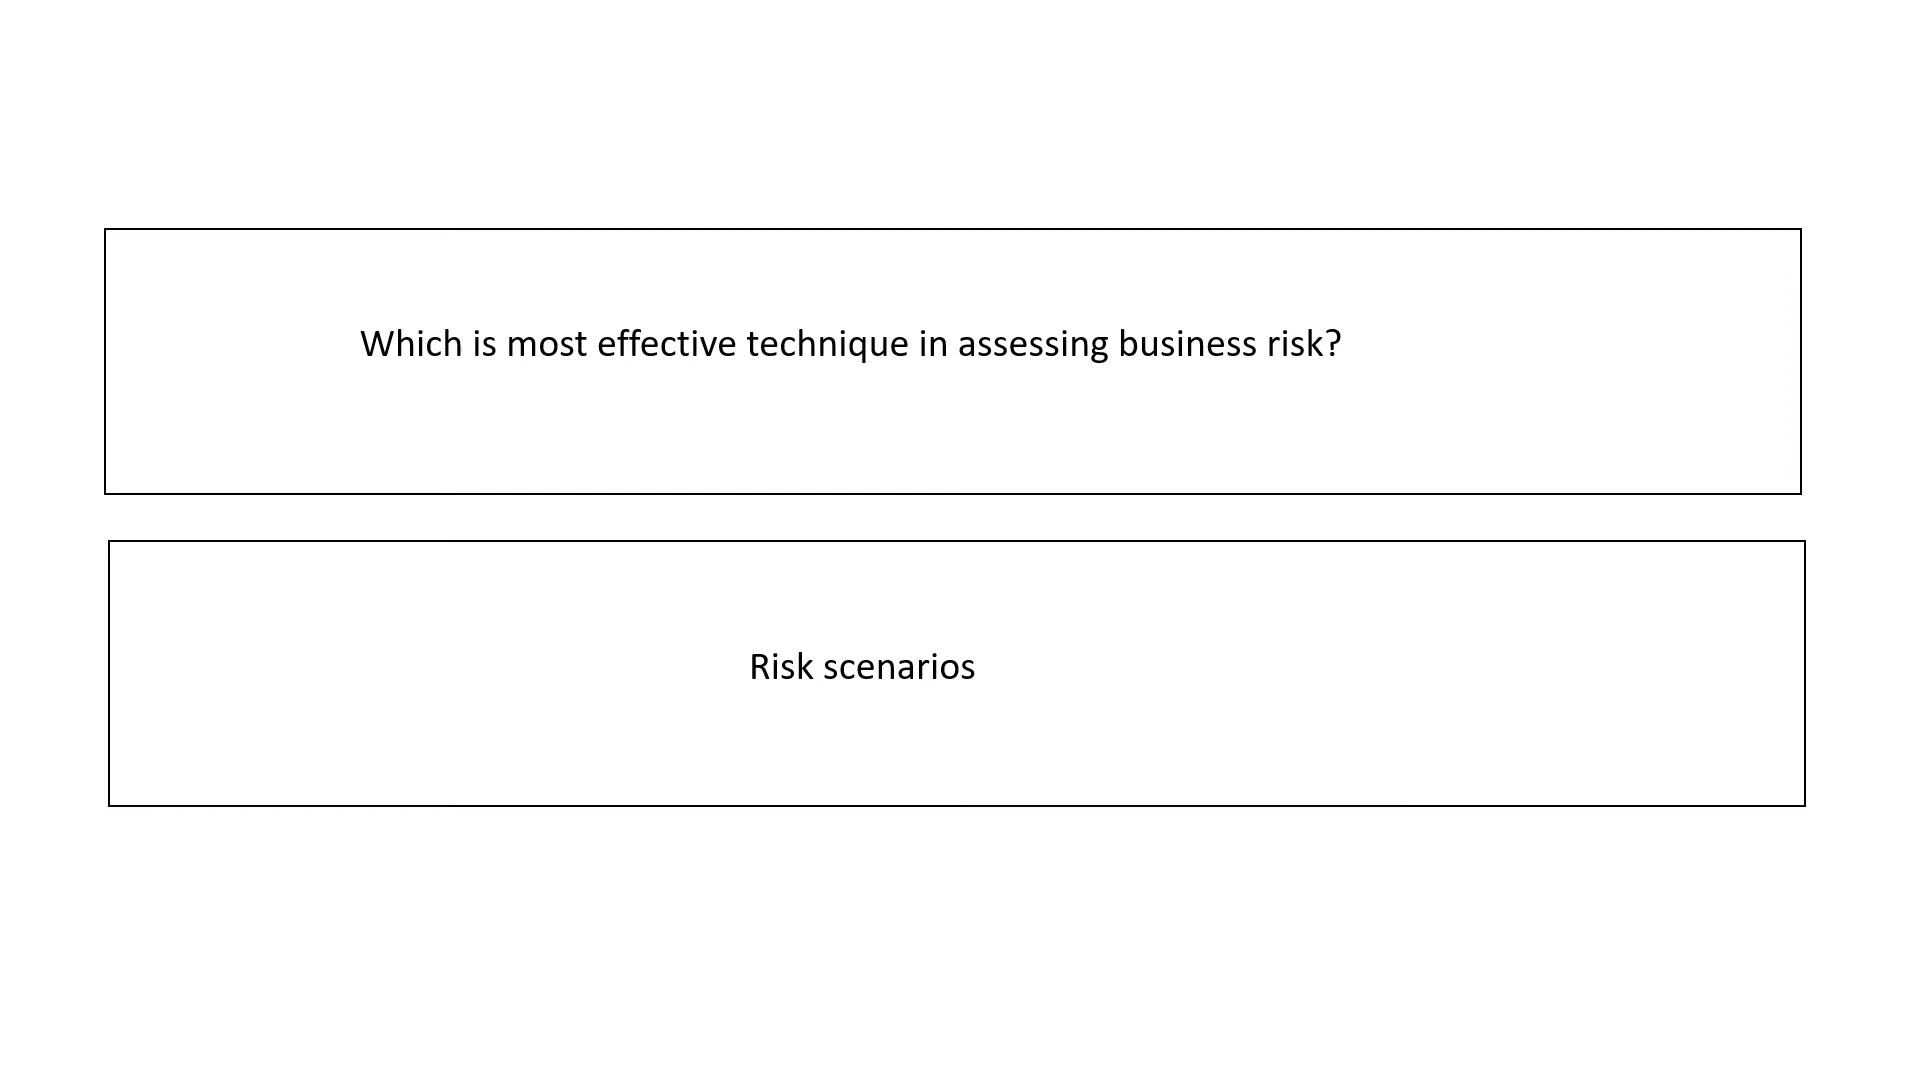 Which is most effective technique in assessing business risk?
Risk scenarios